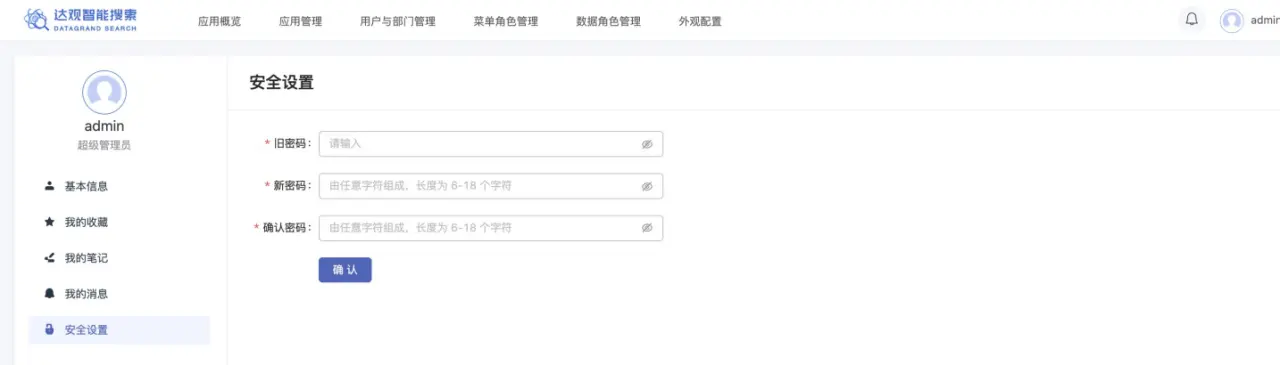 达观智能搜索
DATAGRAND SEARCH
应用概览 应用管理 用户与部门管理 菜单角色管理 数据角色管理 外观配置
admin
admin
超级管理员
基本信息
我的收藏
我的笔记
我的消息
安全设置
安全设置
* 旧密码： 请输入
* 新密码： 由任意字符组成，长度为 6-18 个字符
* 确认密码： 由任意字符组成，长度为 6-18 个字符
确 认